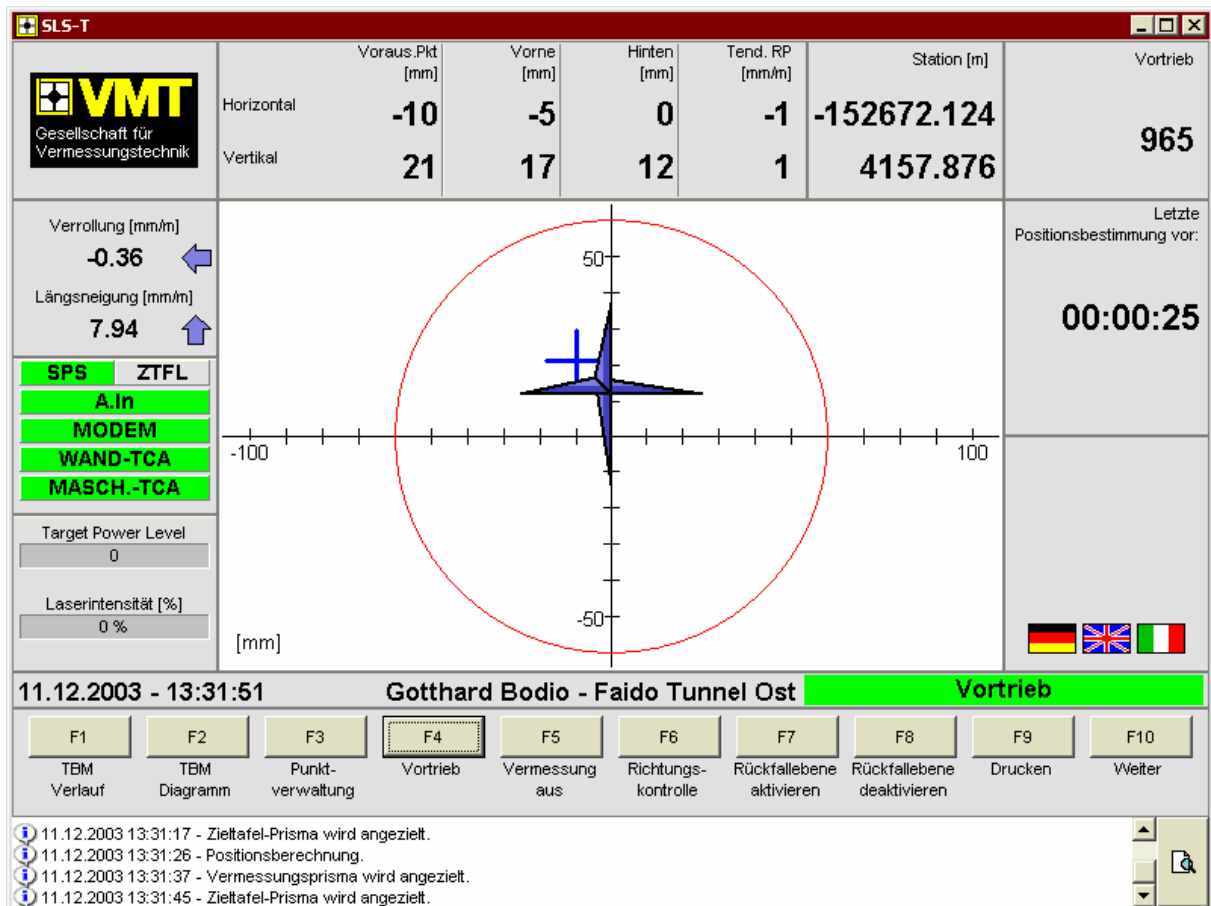 SLS-T
VMT
Gesellschaft für
Vermessungstechnik
Voraus.Pkt Vorne Hinten Tend. RP Station [m] Vortrieb
[mm] [mm] [mm] [mm/m]
Horizontal -10 -5 0 -1 -152672.124
965
Vertikal 21 17 12 1 4157.876
Verrollung [mm/m]
-0.36
Längsneigung [mm/m]
7.94
SPS ZTFL
A.In
MODEM
WAND-TCA
MASCH.-TCA
Target Power Level
0
Laserintensität [%]
0 %
50
-100 100
-50
[mm]
Letzte
Positionsbestimmung vor:
00:00:25
11.12.2003 - 13:31:51 Gotthard Bodio - Faido Tunnel Ost Vortrieb
F1 F2 F3 F4 F5 F6 F7 F8 F9 F10
TBM TBM Punkt- Vortrieb Vermessung Richtungs- Rückfallebene Rückfallebene Drucken Weiter
Verlauf Diagramm verwaltung aus kontrolle aktivieren deaktivieren
11.12.2003 13:31:17 - Zieltafel-Prisma wird angezielt.
11.12.2003 13:31:26 - Positionsberechnung.
11.12.2003 13:31:37 - Vermessungsprisma wird angezielt.
11.12.2003 13:31:45 - Zieltafel-Prisma wird angezielt.